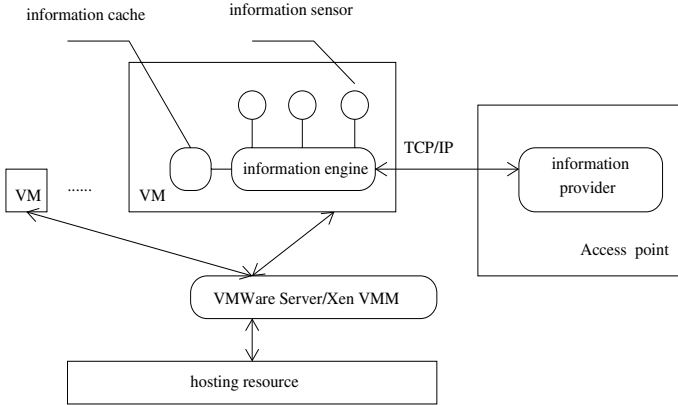 information cache
information sensor
TCP/IP
information engine
information
provider
VM
......
VM
Access point
VMWare Server/Xen VMM
hosting resource